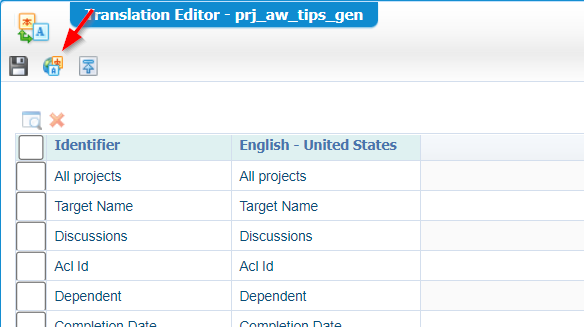 Translation Editor - prj_aw_tips_gen
Identifier English - United States
All projects All projects
Target Name Target Name
Discussions Discussions
Acl Id Acl Id
Dependent Dependent
Completion Date Completion Date